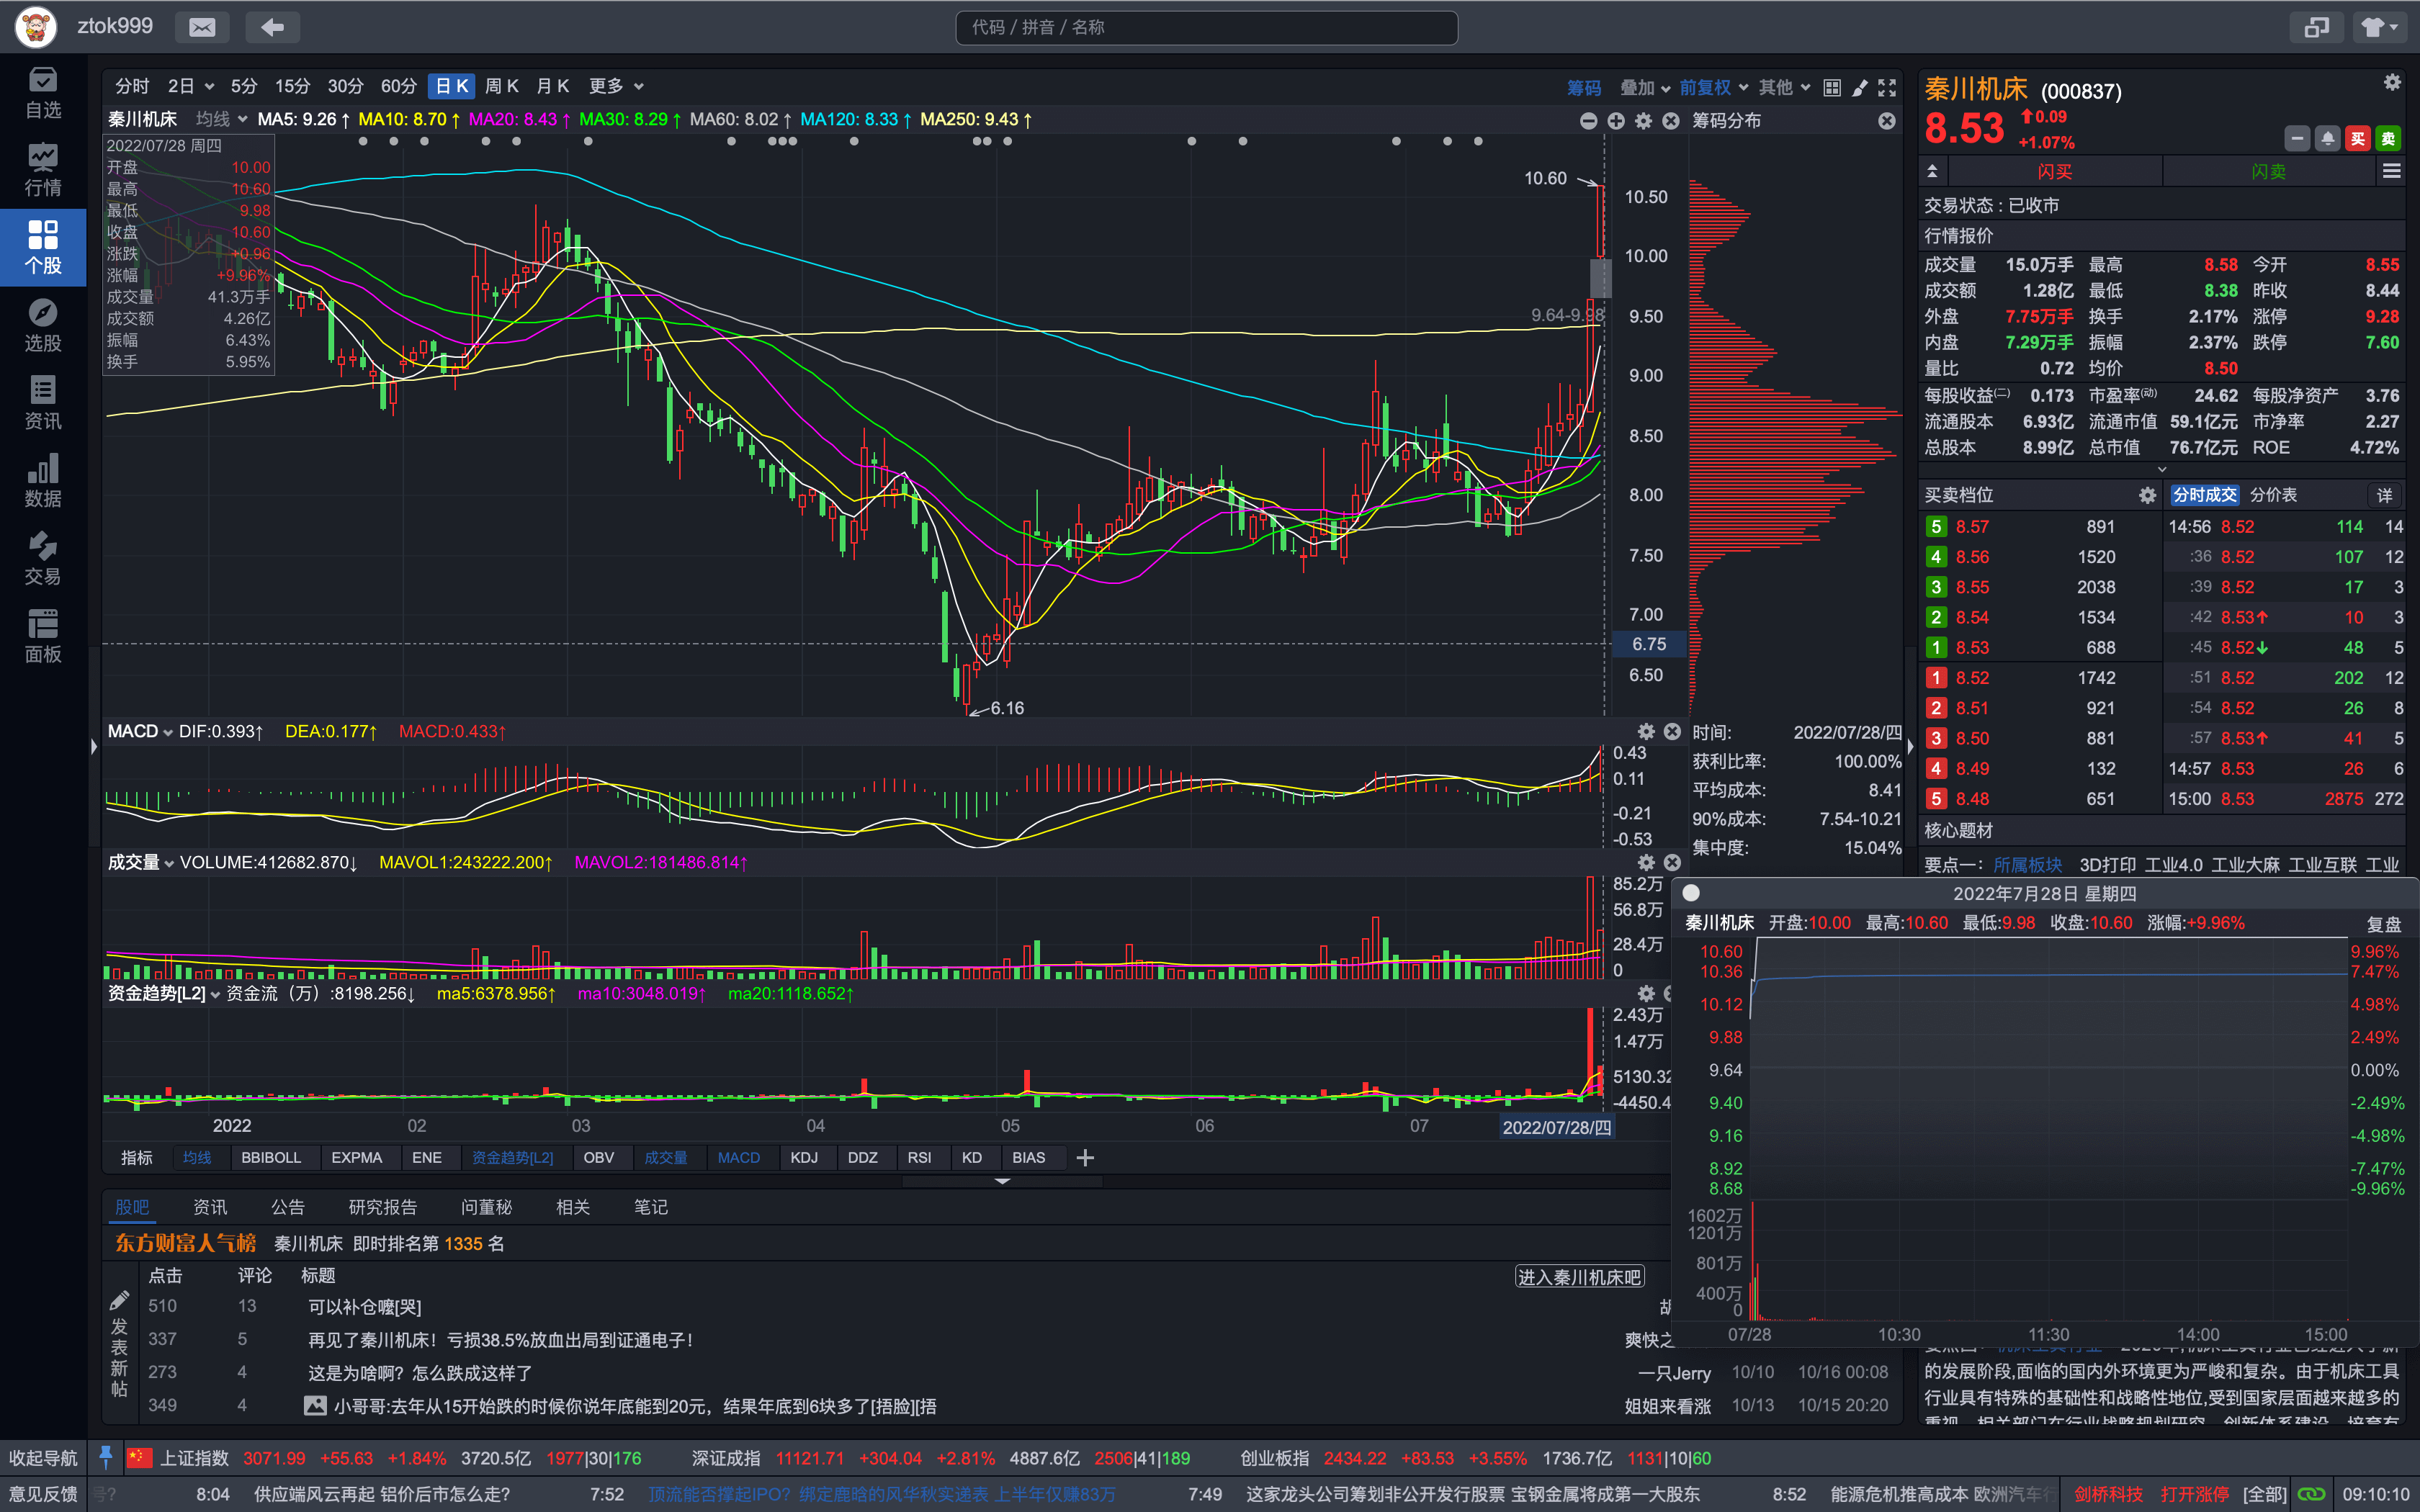 ztok999
代码 / 拼音 / 名称
自选
行情
个股
选股
资讯
数据
交易
面板
分时 2日 5分 15分 30分 60分 日K 周K 月K 更多 筹码 叠加 前复权 其他
秦川机床 均线 MA5: 9.26↑ MA10: 8.70↑ MA20: 8.43↑ MA30: 8.29↑ MA60: 8.02↑ MA120: 8.33↑ MA250: 9.43↑
筹码分布
2022/07/28 周四
开盘 10.00
最高 10.60
最低 9.98
收盘 10.60
涨跌 +0.96
涨幅 +9.96%
成交量 41.3万手
成交额 4.26亿
振幅 6.43%
换手 5.95%
10.60
9.64-9.98
6.16
10.50
10.00
9.50
9.00
8.50
8.00
7.50
7.00
6.75
6.50
MACD DIF:0.393↑ DEA:0.177↑ MACD:0.433↑
0.43
0.11
-0.21
-0.53
时间: 2022/07/28/四
获利比率: 100.00%
平均成本: 8.41
90%成本: 7.54-10.21
集中度: 15.04%
成交量 VOLUME:412682.870↓ MAVOL1:243222.200↑ MAVOL2:181486.814↑
85.2万
56.8万
28.4万
0
资金趋势[L2] 资金流（万）:8198.256↓ ma5:6378.956↑ ma10:3048.019↑ ma20:1118.652↑
2.43万
1.47万
5130.32
-4450.4
2022 02 03 04 05 06 07 2022/07/28/四
指标 均线 BBIBOLL EXPMA ENE 资金趋势[L2] OBV 成交量 MACD KDJ DDZ RSI KD BIAS
股吧 资讯 公告 研究报告 问董秘 相关 笔记
东方财富人气榜 秦川机床 即时排名第 1335 名
点击 评论 标题 进入秦川机床吧
发表新帖
510 13 可以补仓嚒[哭]
337 5 再见了秦川机床！亏损38.5%放血出局到证通电子！ 爽快之
273 4 这是为啥啊？怎么跌成这样了 一只Jerry 10/10 10/16 00:08
349 4 小哥哥:去年从15开始跌的时候你说年底能到20元，结果年底到6块多了[捂脸][捂 姐姐来看涨 10/13 10/15 20:20
秦川机床 (000837)
8.53 ↑0.09
+1.07%
买 卖
闪买 闪卖
交易状态：已收市
行情报价
成交量 15.0万手 最高 8.58 今开 8.55
成交额 1.28亿 最低 8.38 昨收 8.44
外盘 7.75万手 换手 2.17% 涨停 9.28
内盘 7.29万手 振幅 2.37% 跌停 7.60
量比 0.72 均价 8.50
每股收益(二) 0.173 市盈率(动) 24.62 每股净资产 3.76
流通股本 6.93亿 流通市值 59.1亿元 市净率 2.27
总股本 8.99亿 总市值 76.7亿元 ROE 4.72%
买卖档位 分时成交 分价表 详
5 8.57 891 14:56 8.52 114 14
4 8.56 1520 :36 8.52 107 12
3 8.55 2038 :39 8.52 17 3
2 8.54 1534 :42 8.53↑ 10 3
1 8.53 688 :45 8.52↓ 48 5
1 8.52 1742 :51 8.52 202 12
2 8.51 921 :54 8.52 26 8
3 8.50 881 :57 8.53↑ 41 5
4 8.49 132 14:57 8.53 26 6
5 8.48 651 15:00 8.53 2875 272
核心题材
要点一： 所属板块 3D打印 工业4.0 工业大麻 工业互联 工业
2022年7月28日 星期四
秦川机床 开盘:10.00 最高:10.60 最低:9.98 收盘:10.60 涨幅:+9.96% 复盘
10.60 9.96%
10.36 7.47%
10.12 4.98%
9.88 2.49%
9.64 0.00%
9.40 -2.49%
9.16 -4.98%
8.92 -7.47%
8.68 -9.96%
1602万
1201万
801万
400万
0
07/28 10:30 11:30 14:00 15:00
的发展阶段,面临的国内外环境更为严峻和复杂。由于机床工具
行业具有特殊的基础性和战略性地位,受到国家层面越来越多的
收起导航 上证指数 3071.99 +55.63 +1.84% 3720.5亿 1977|30|176 深证成指 11121.71 +304.04 +2.81% 4887.6亿 2506|41|189 创业板指 2434.22 +83.53 +3.55% 1736.7亿 1131|10|60
意见反馈 号? 8:04 供应端风云再起 铝价后市怎么走? 7:52 顶流能否撑起IPO？绑定鹿晗的风华秋实递表 上半年仅赚83万 7:49 这家龙头公司筹划非公开发行股票 宝钢金属将成第一大股东 8:52 能源危机推高成本 欧洲汽车行 剑桥科技 打开涨停 [全部] 09:10:10